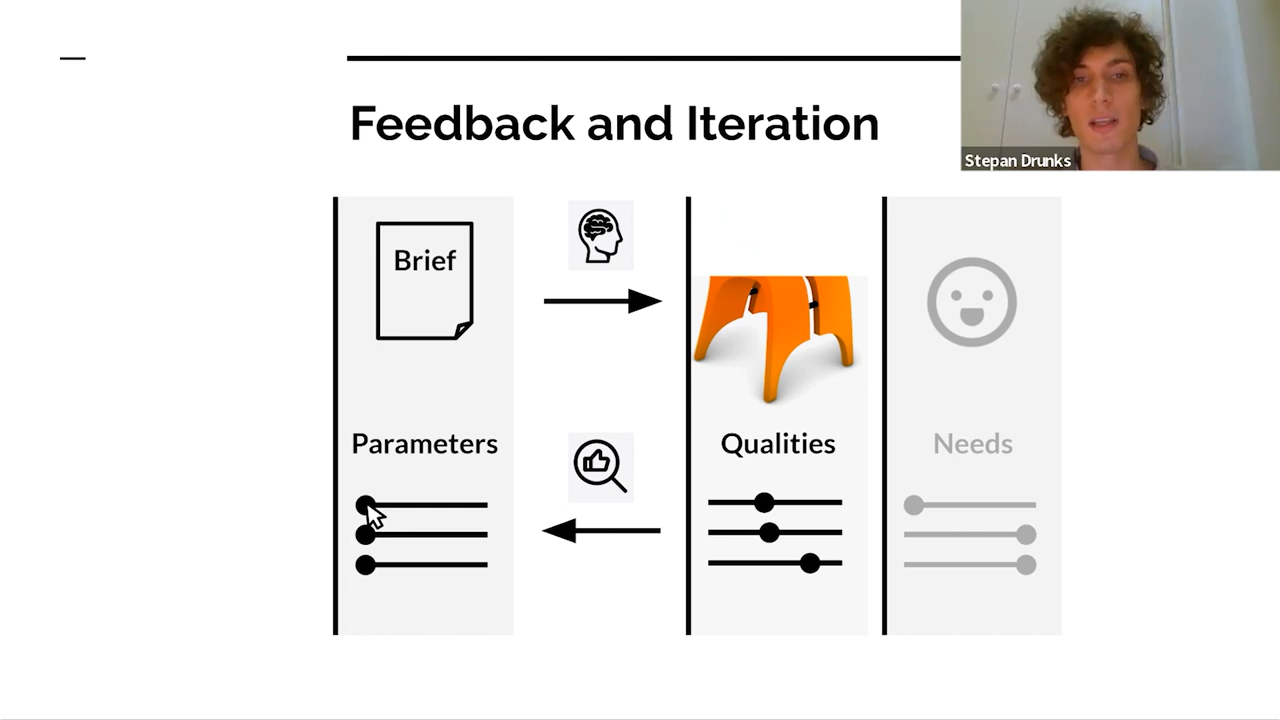 Feedback and Iteration
Stepan Drunks
Brief
Parameters
Qualities
Needs